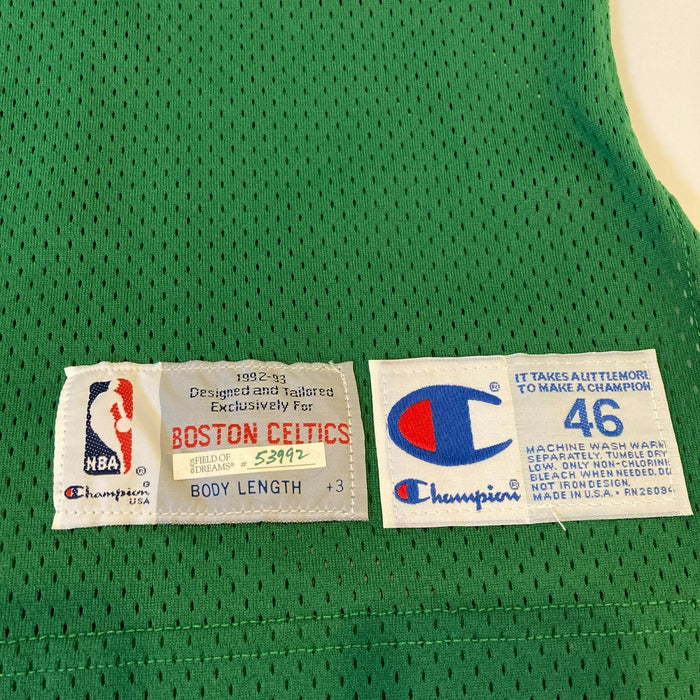 NBA ®
Champion ®
USA
1992-93
Designed and Tailored
Exclusively For
BOSTON CELTICS
FIELD OF
DREAMS® # 53992
BODY LENGTH +3
Champion ®
IT TAKES A LITTLE MORE
TO MAKE A CHAMPION
46
MACHINE WASH WARM
SEPARATELY. TUMBLE DRY
LOW. ONLY NON-CHLORINE
BLEACH WHEN NEEDED. DO
NOT IRON DESIGN.
MADE IN U.S.A. • RN26094